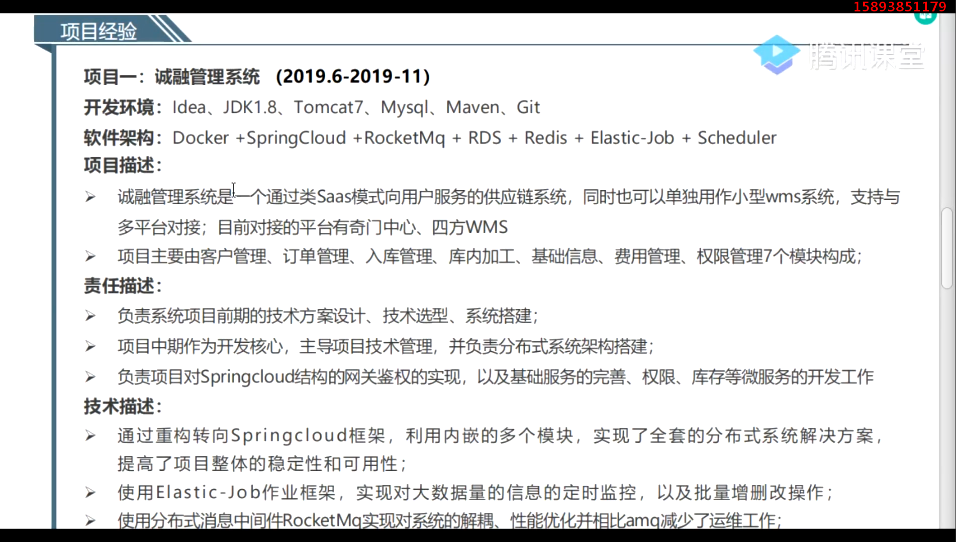 15893851179
项目经验
腾讯课堂
项目一：诚融管理系统 （2019.6-2019-11）
开发环境：Idea、JDK1.8、Tomcat7、Mysql、Maven、Git
软件架构：Docker +SpringCloud +RocketMq + RDS + Redis + Elastic-Job + Scheduler
项目描述：
➢ 诚融管理系统是一个通过类Saas模式向用户服务的供应链系统，同时也可以单独用作小型wms系统，支持与
多平台对接；目前对接的平台有奇门中心、四方WMS
➢ 项目主要由客户管理、订单管理、入库管理、库内加工、基础信息、费用管理、权限管理7个模块构成；
责任描述：
➢ 负责系统项目前期的技术方案设计、技术选型、系统搭建；
➢ 项目中期作为开发核心，主导项目技术管理，并负责分布式系统架构搭建；
➢ 负责项目对Springcloud结构的网关鉴权的实现，以及基础服务的完善、权限、库存等微服务的开发工作
技术描述：
➢ 通过重构转向Springcloud框架，利用内嵌的多个模块，实现了全套的分布式系统解决方案，
提高了项目整体的稳定性和可用性；
➢ 使用Elastic-Job作业框架，实现对大数据量的信息的定时监控，以及批量增删改操作；
➢ 使用分布式消息中间件RocketMq实现对系统的解耦、性能优化并相比amq减少了运维工作；